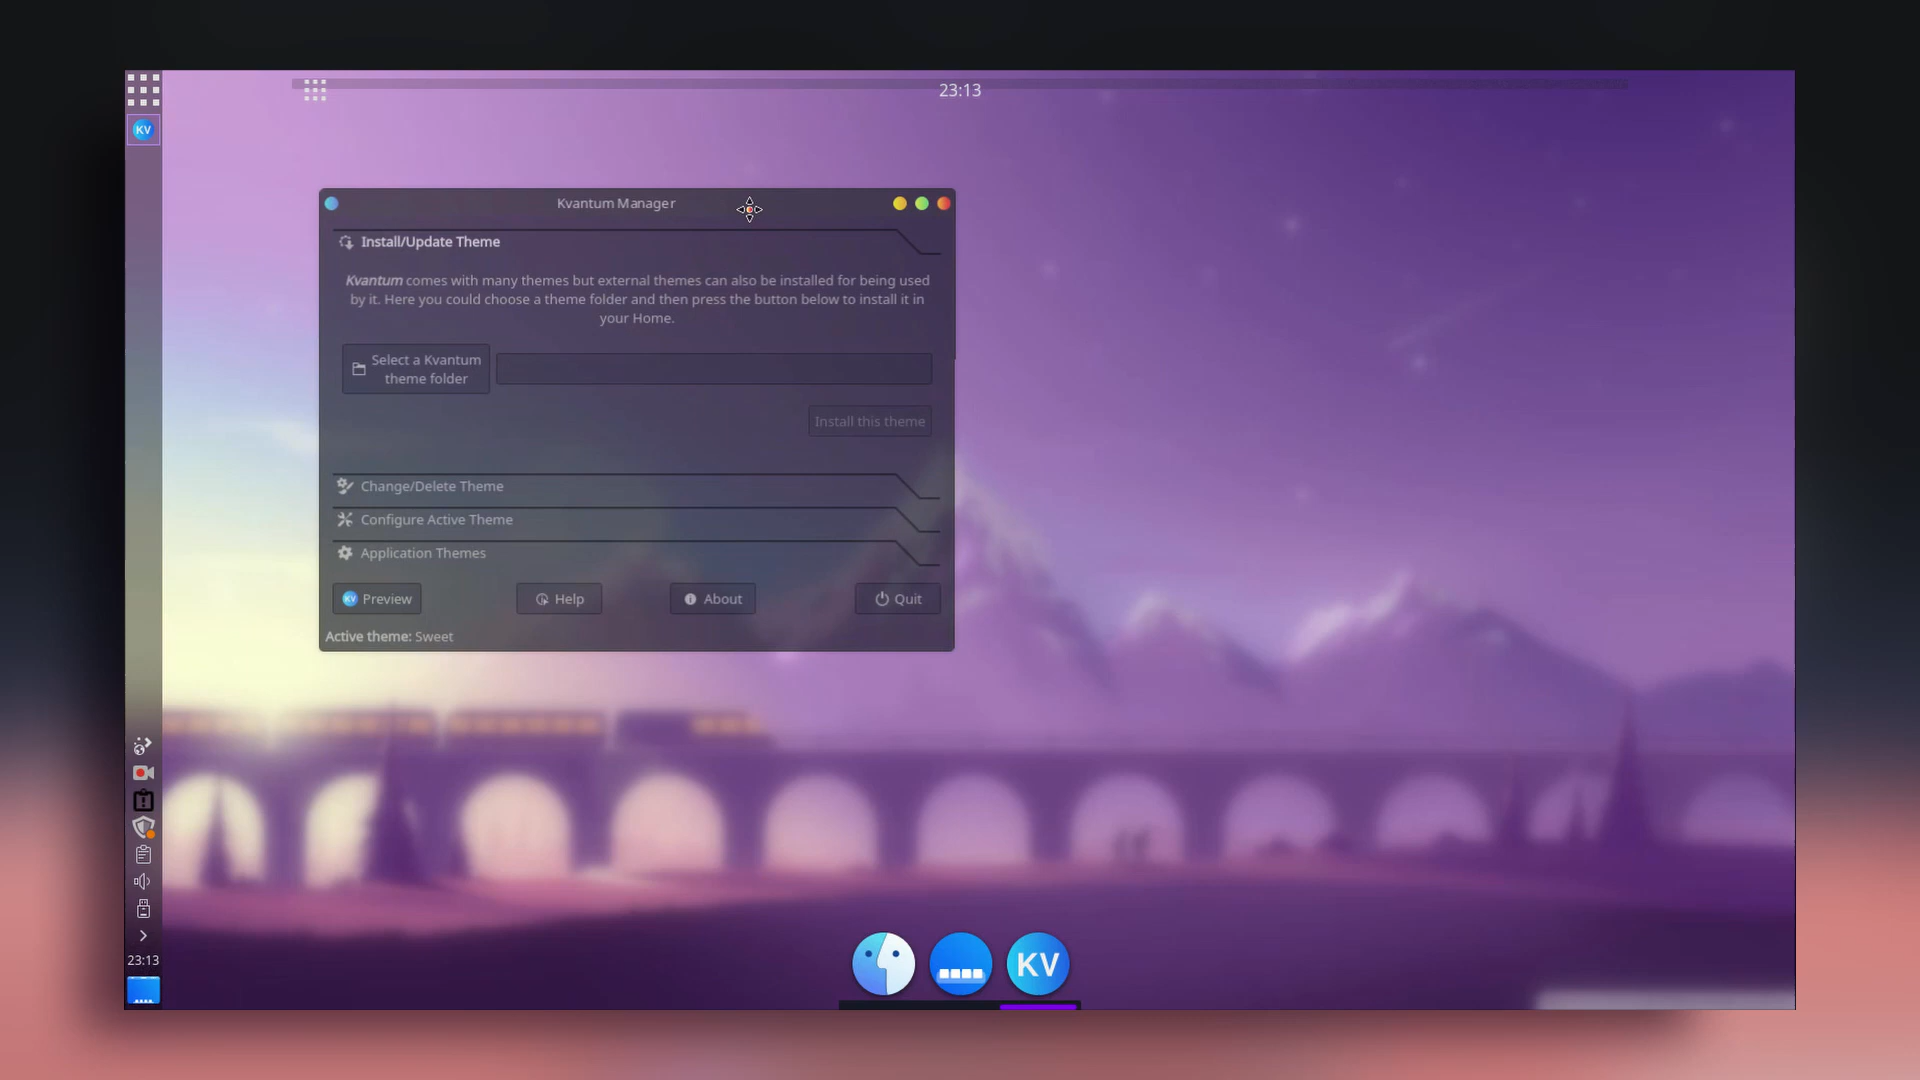 23:13
KV
Kvantum Manager
Install/Update Theme
Kvantum comes with many themes but external themes can also be installed for being used
by it. Here you could choose a theme folder and then press the button below to install it in
your Home.
Select a Kvantum
theme folder
Install this theme
Change/Delete Theme
Configure Active Theme
Application Themes
KV Preview
Help
About
Quit
Active theme: Sweet
23:13
KV